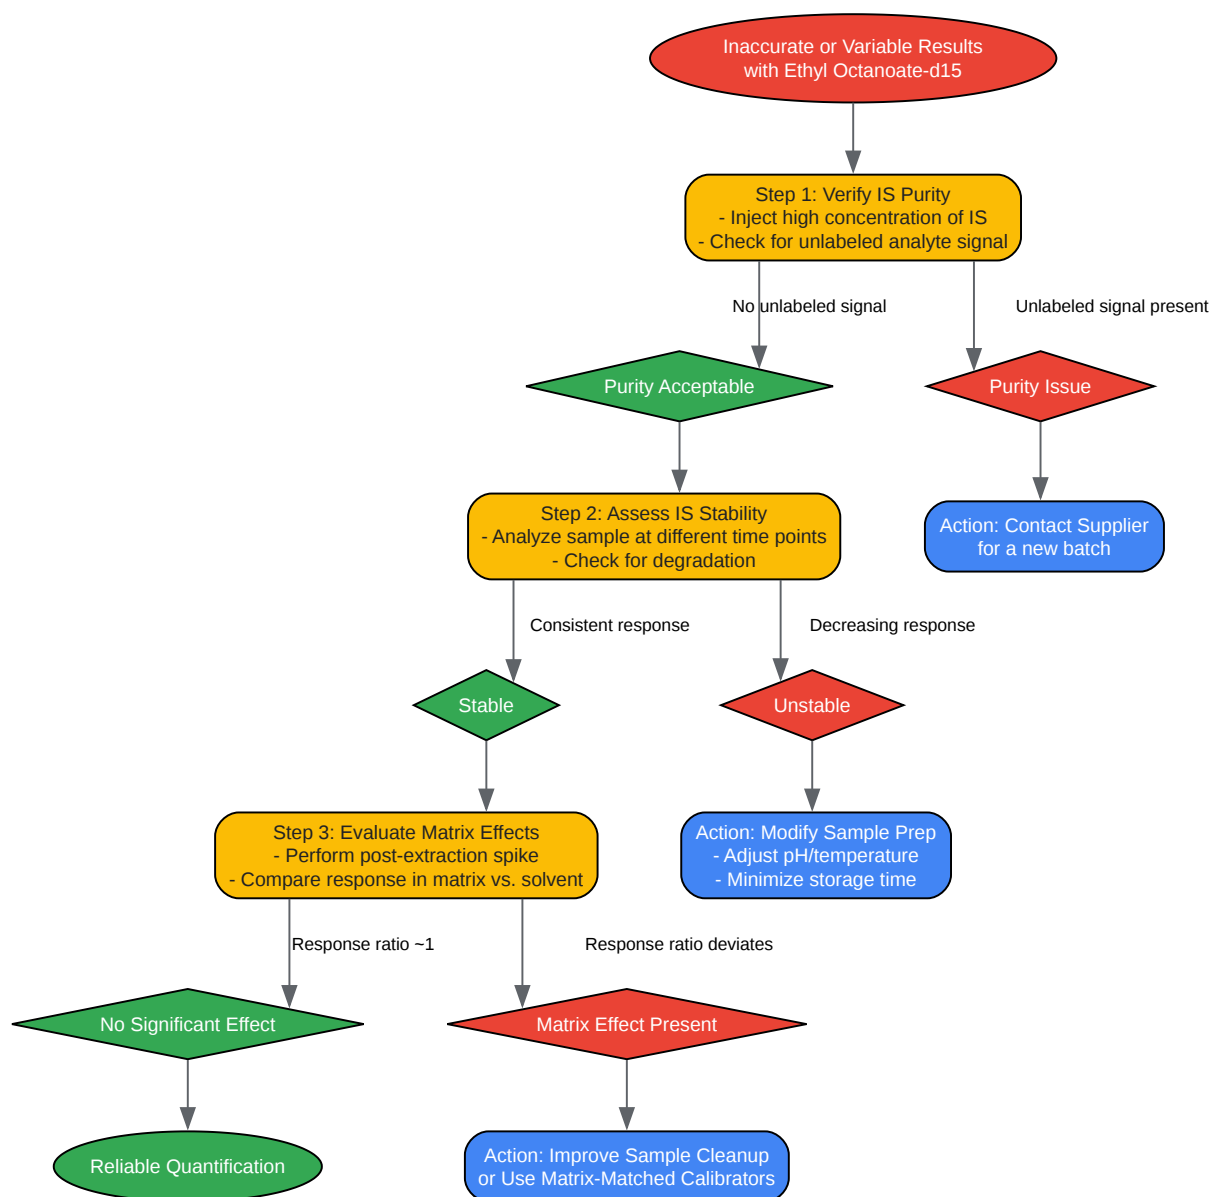 Inaccurate or Variable Results
with Ethyl Octanoate-d15
Step 1: Verify IS Purity
- Inject high concentration of IS
- Check for unlabeled analyte signal
No unlabeled signal
Unlabeled signal present
Purity Acceptable
Purity Issue
Step 2: Assess IS Stability
- Analyze sample at different time points
- Check for degradation
Action: Contact Supplier
for a new batch
Consistent response
Decreasing response
Stable
Unstable
Step 3: Evaluate Matrix Effects
- Perform post-extraction spike
- Compare response in matrix vs. solvent
Action: Modify Sample Prep
- Adjust pH/temperature
- Minimize storage time
Response ratio ~1
Response ratio deviates
No Significant Effect
Matrix Effect Present
Reliable Quantification
Action: Improve Sample Cleanup
or Use Matrix-Matched Calibrators